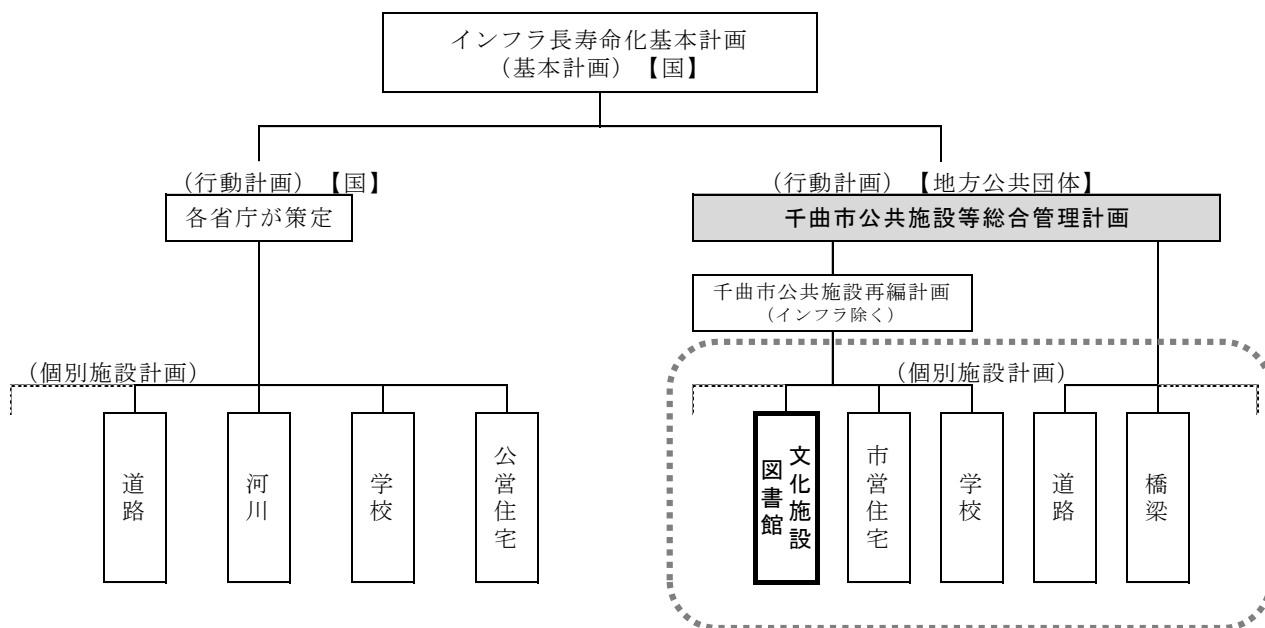 インフラ長寿命化基本計画
（基本計画）【国】
（行動計画）【国】
各省庁が策定
（行動計画）【地方公共団体】
千曲市公共施設等総合管理計画
千曲市公共施設再編計画
（インフラ除く）
（個別施設計画）
道路
河川
学校
公営住宅
（個別施設計画）
文化施設
図書館
市営住宅
学校
道路
橋梁